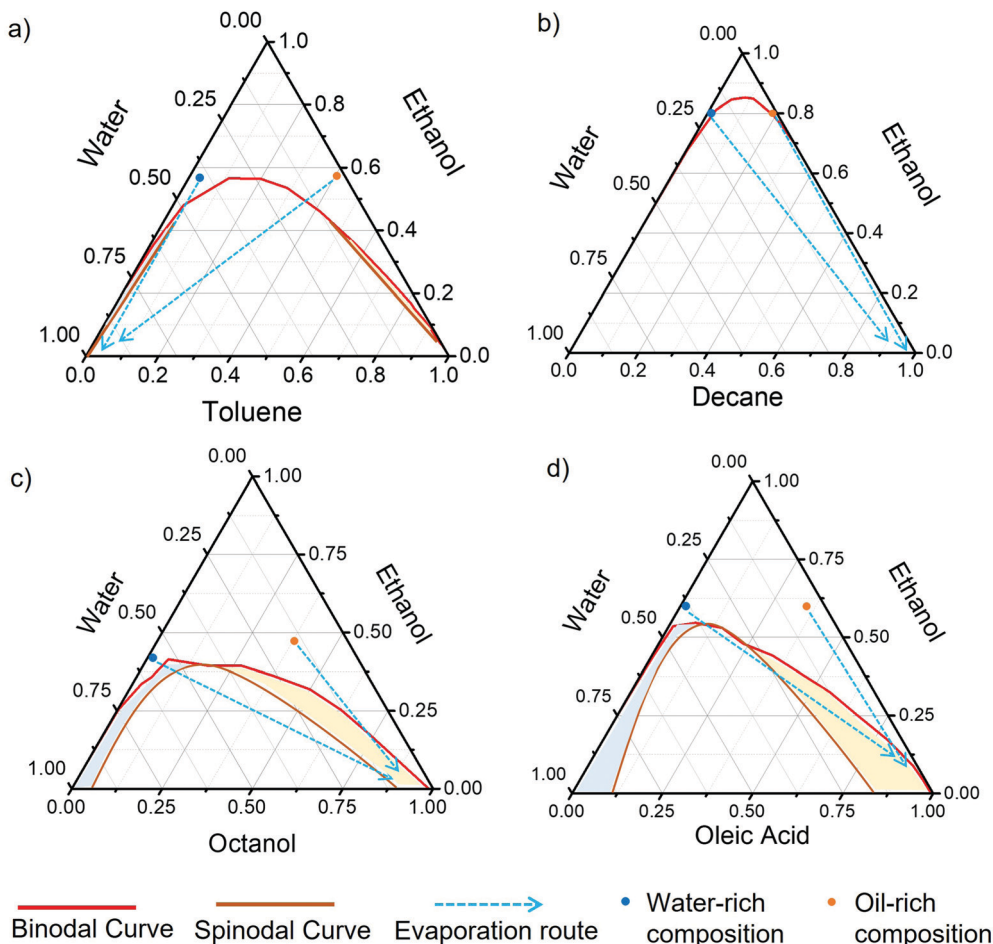 a)
0.00
1.0
0.25
0.8
Water
Ethanol
0.50
0.6
0.75
0.4
0.2
1.00
0.0
0.0 0.2 0.4 0.6 0.8 1.0
Toluene
b)
0.00
1.0
0.25
0.8
Water
Ethanol
0.50
0.6
0.4
0.75
0.2
1.00
0.0
0.0 0.2 0.4 0.6 0.8 1.0
Decane
c)
0.00
1.00
0.25
0.75
Water
Ethanol
0.50
0.50
0.75
0.25
1.00
0.00
0.00 0.25 0.50 0.75 1.00
Octanol
d)
0.00
1.00
0.25
0.75
Water
Ethanol
0.50
0.50
0.75
0.25
1.00
0.00
0.00 0.25 0.50 0.75 1.00
Oleic Acid
Binodal Curve
Spinodal Curve
Evaporation route
Water-rich
composition
Oil-rich
composition